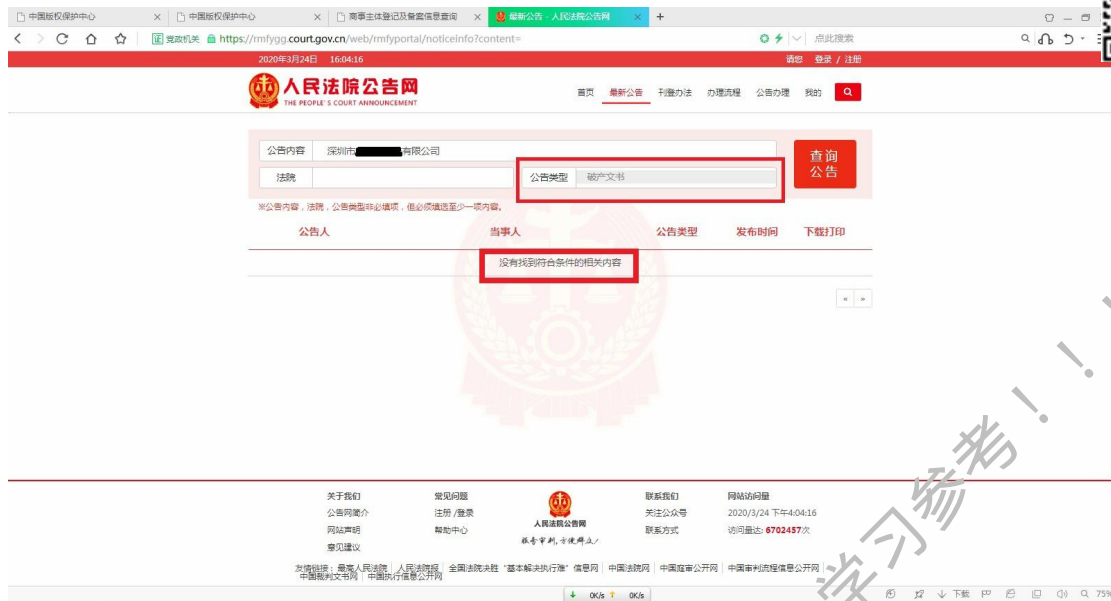 中国版权保护中心 中国版权保护中心 商事主体登记及备案信息查询 最新公告 - 人民法院公告网
证 党政机关 https://rmfygg.court.gov.cn/web/rmfyportal/noticeinfo?content= 点此搜索
2020年3月24日 16:04:16 请您 登录 / 注册
人民法院公告网
THE PEOPLE'S COURT ANNOUNCEMENT
首页 最新公告 刊登办法 办理流程 公告办理 我的
公告内容 深圳市 有限公司
查询公告
法院 公告类型 破产文书
※公告内容，法院，公告类型非必填项，但必须填选至少一项内容。
公告人 当事人 公告类型 发布时间 下载打印
没有找到符合条件的相关内容
« »
关于我们 常见问题 联系我们 网站访问量
公告网简介 注册 /登录 关注公众号 2020/3/24 下午4:04:16
网站声明 帮助中心 人民法院公告网 联系方式 访问量达: 6702457次
意见建议
友情链接： 最高人民法院 人民法院报 全国法院决胜“基本解决执行难”信息网 中国法院网 中国庭审公开网 中国审判流程信息公开网
中国裁判文书网 中国执行信息公开网
0K/s 0K/s
下载 75%
学习参考！！